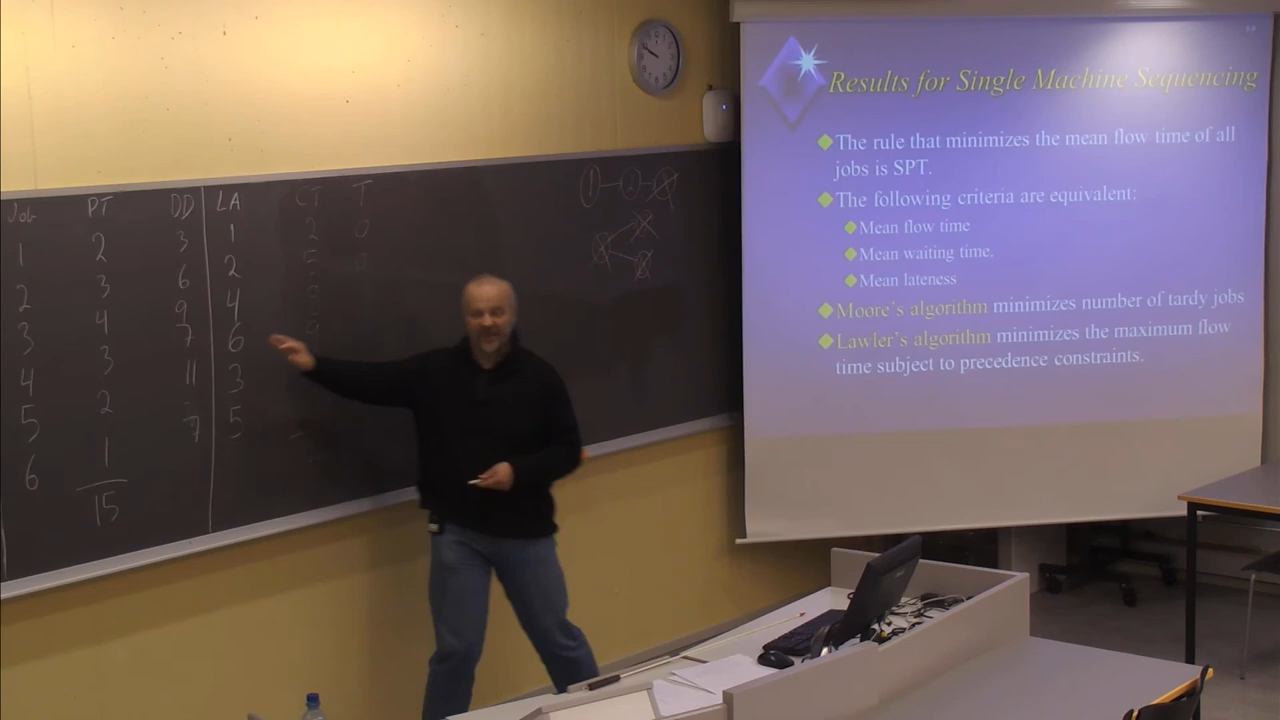 Job PT DD LA CT T
1 2 3 1 2 0
2 3 6 2 5
3 4 9 4
4 3 7 6 9
5 2 11 3
6 1 7 5
15
1 2
Results for Single Machine Sequencing
The rule that minimizes the mean flow time of all
jobs is SPT.
The following criteria are equivalent:
Mean flow time
Mean waiting time.
Mean lateness
Moore's algorithm minimizes number of tardy jobs
Lawler's algorithm minimizes the maximum flow
time subject to precedence constraints.